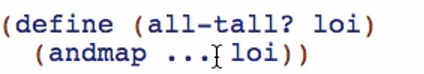 (define (all-tall? loi)
(andmap ... loi))